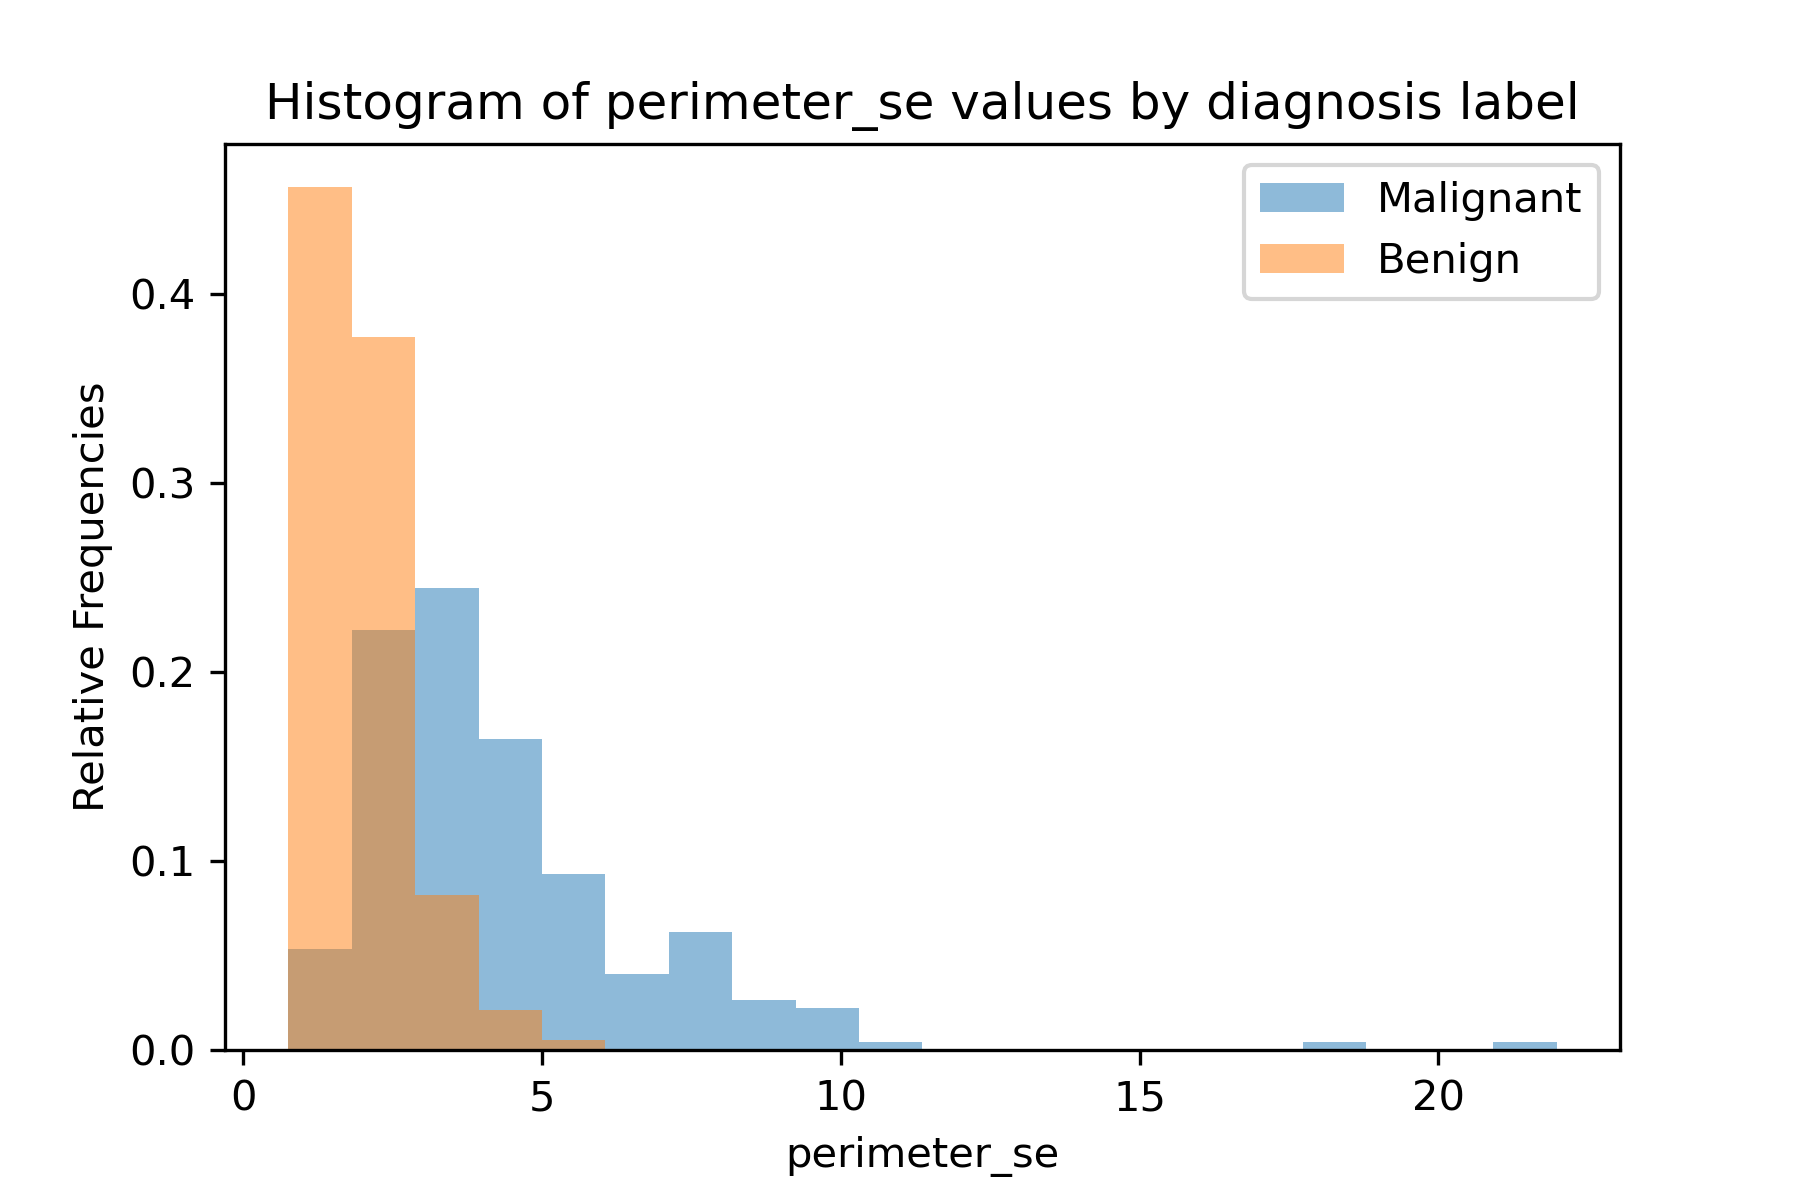 Histogram of perimeter_se values by diagnosis label
Malignant
Benign
Relative Frequencies
0.4
0.3
0.2
0.1
0.0
0 5 10 15 20
perimeter_se